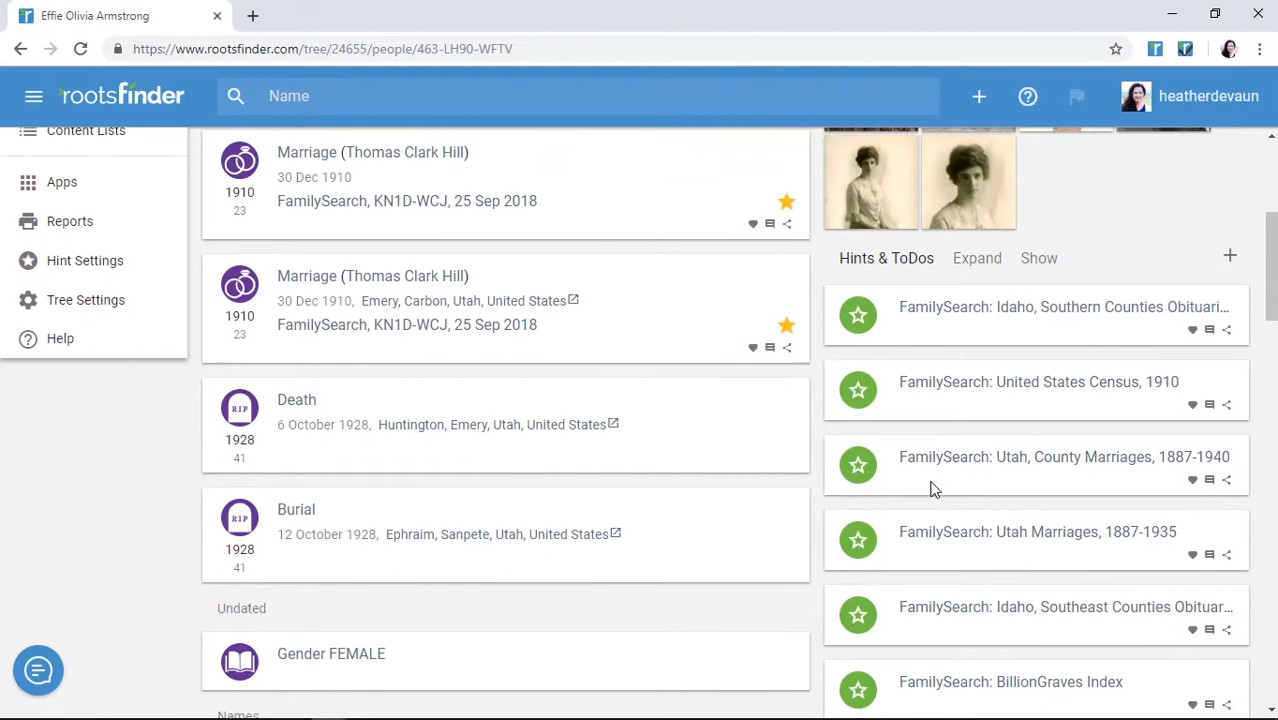 Effie Olivia Armstrong
https://www.rootsfinder.com/tree/24655/people/463-LH90-WFTV
rootsfinder
Name
heatherdevaun
Content Lists
Apps
Reports
Hint Settings
Tree Settings
Help
Marriage (Thomas Clark Hill)
30 Dec 1910
1910
23
FamilySearch, KN1D-WCJ, 25 Sep 2018
Marriage (Thomas Clark Hill)
30 Dec 1910, Emery, Carbon, Utah, United States
1910
23
FamilySearch, KN1D-WCJ, 25 Sep 2018
Death
RIP
6 October 1928, Huntington, Emery, Utah, United States
1928
41
Burial
RIP
12 October 1928, Ephraim, Sanpete, Utah, United States
1928
41
Undated
Gender FEMALE
Names
Hints & ToDos Expand Show
FamilySearch: Idaho, Southern Counties Obituari...
FamilySearch: United States Census, 1910
FamilySearch: Utah, County Marriages, 1887-1940
FamilySearch: Utah Marriages, 1887-1935
FamilySearch: Idaho, Southeast Counties Obituar...
FamilySearch: BillionGraves Index